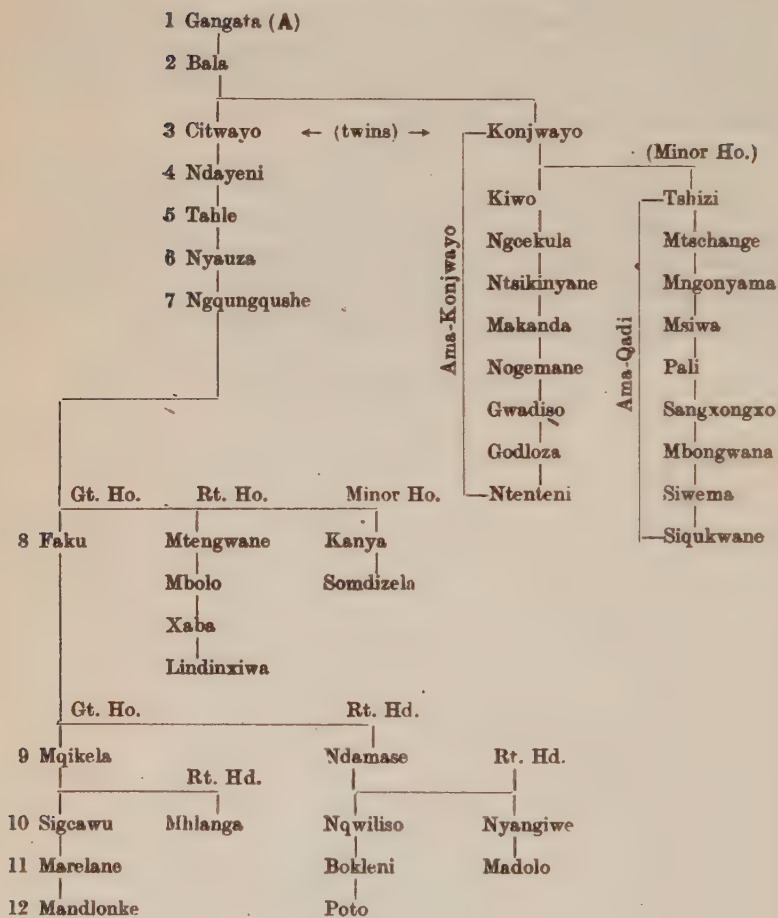 1 Gangata (A)
2 Bala
3 Citwayo ← (twins) → Konjwayo
(Minor Ho.)
4 Ndayeni
Kiwo Tshizi
5 Tahle
Ngcekula Mtschange
6 Nyauza
Ntsikinyane Mngonyama
7 Ngqungqushe
Makanda Msiwa
Nogemane Pali
Gwadiso Sangxongxo
Godloza Mbongwana
Ntenteni Siwema
Siqukwane
Ama-Konjwayo
Ama-Qadi
Gt. Ho. Rt. Ho. Minor Ho.
8 Faku Mtengwane Kanya
Mbolo Somdizela
Xaba
Lindinxiwa
Gt. Ho. Rt. Hd.
9 Mqikela Ndamase Rt. Hd.
Rt. Hd.
10 Sigcawu Mhlanga Nqwiliso Nyangiwe
11 Marelane Bokleni Madolo
12 Mandlonke Poto